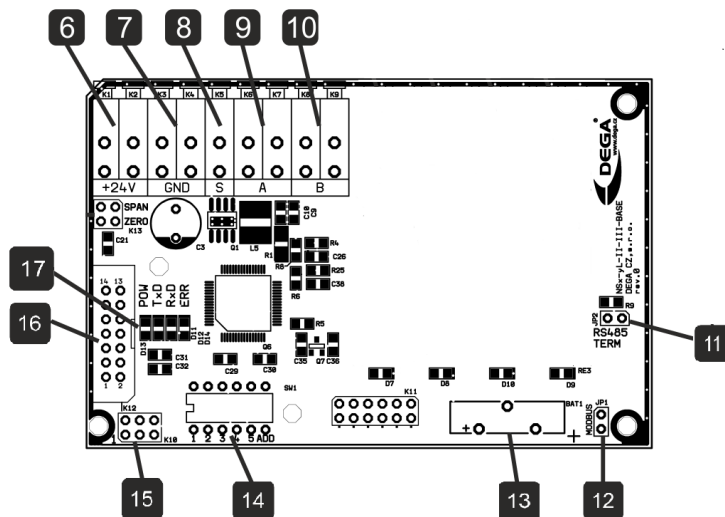 6 7 8 9 10
K1 K2 K3 K4 K5 K6 K7 K8 K9
+24V GND S A B
DEGA
www.dega.cz
NSx-yL-II-III-BASE
DEGA_CZ,s.r.o.
rev.0
SPAN
ZERO
K13
C21
C3
Q1
L5
C10
C9
R1
R8
R4
C26
R25
C38
R6
R5
17
16
14 13
1 2
POW
TxD
RxD
ERR
D13
D12
D14
D11
C31
C32
C29
C30
Q6
C35
Q7
C36
R9
JP2
RS485
TERM
11
D7
D8
D10
D9
RE3
SW1
K11
BAT1
JP1
MODBUS
K12
K10
1 2 3 4 5 ADD
+
+
15 14 13 12